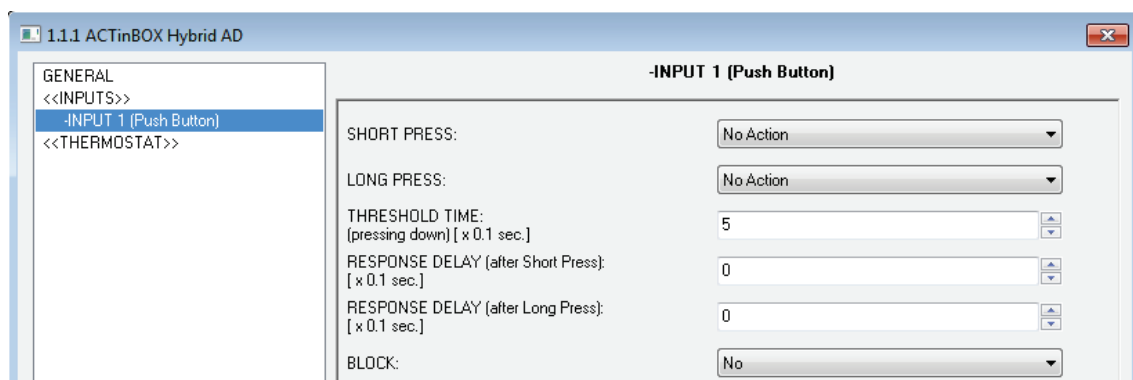 1.1.1 ACTinBOX Hybrid AD
GENERAL
<<INPUTS>>
-INPUT 1 (Push Button)
<<THERMOSTAT>>
-INPUT 1 (Push Button)
SHORT PRESS: No Action
LONG PRESS: No Action
THRESHOLD TIME:
(pressing down) [ x 0.1 sec.] 5
RESPONSE DELAY (after Short Press):
[ x 0.1 sec.] 0
RESPONSE DELAY (after Long Press):
[ x 0.1 sec.] 0
BLOCK: No